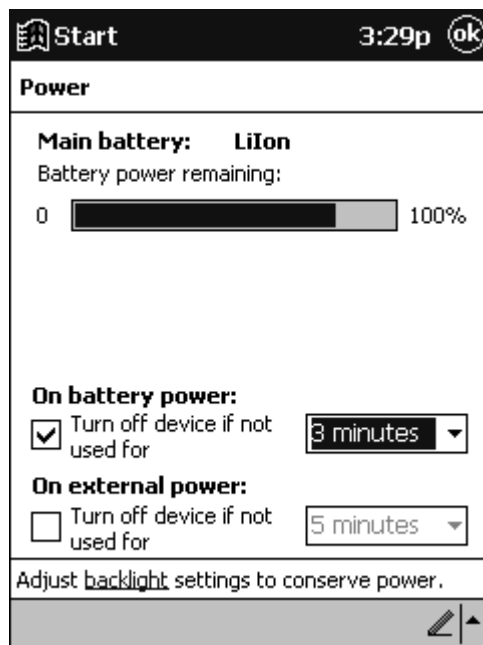 Start 3:29p ok
Power
Main battery: LiIon
Battery power remaining:
0 100%
On battery power:
Turn off device if not
used for
3 minutes
On external power:
Turn off device if not
used for
5 minutes
Adjust backlight settings to conserve power.